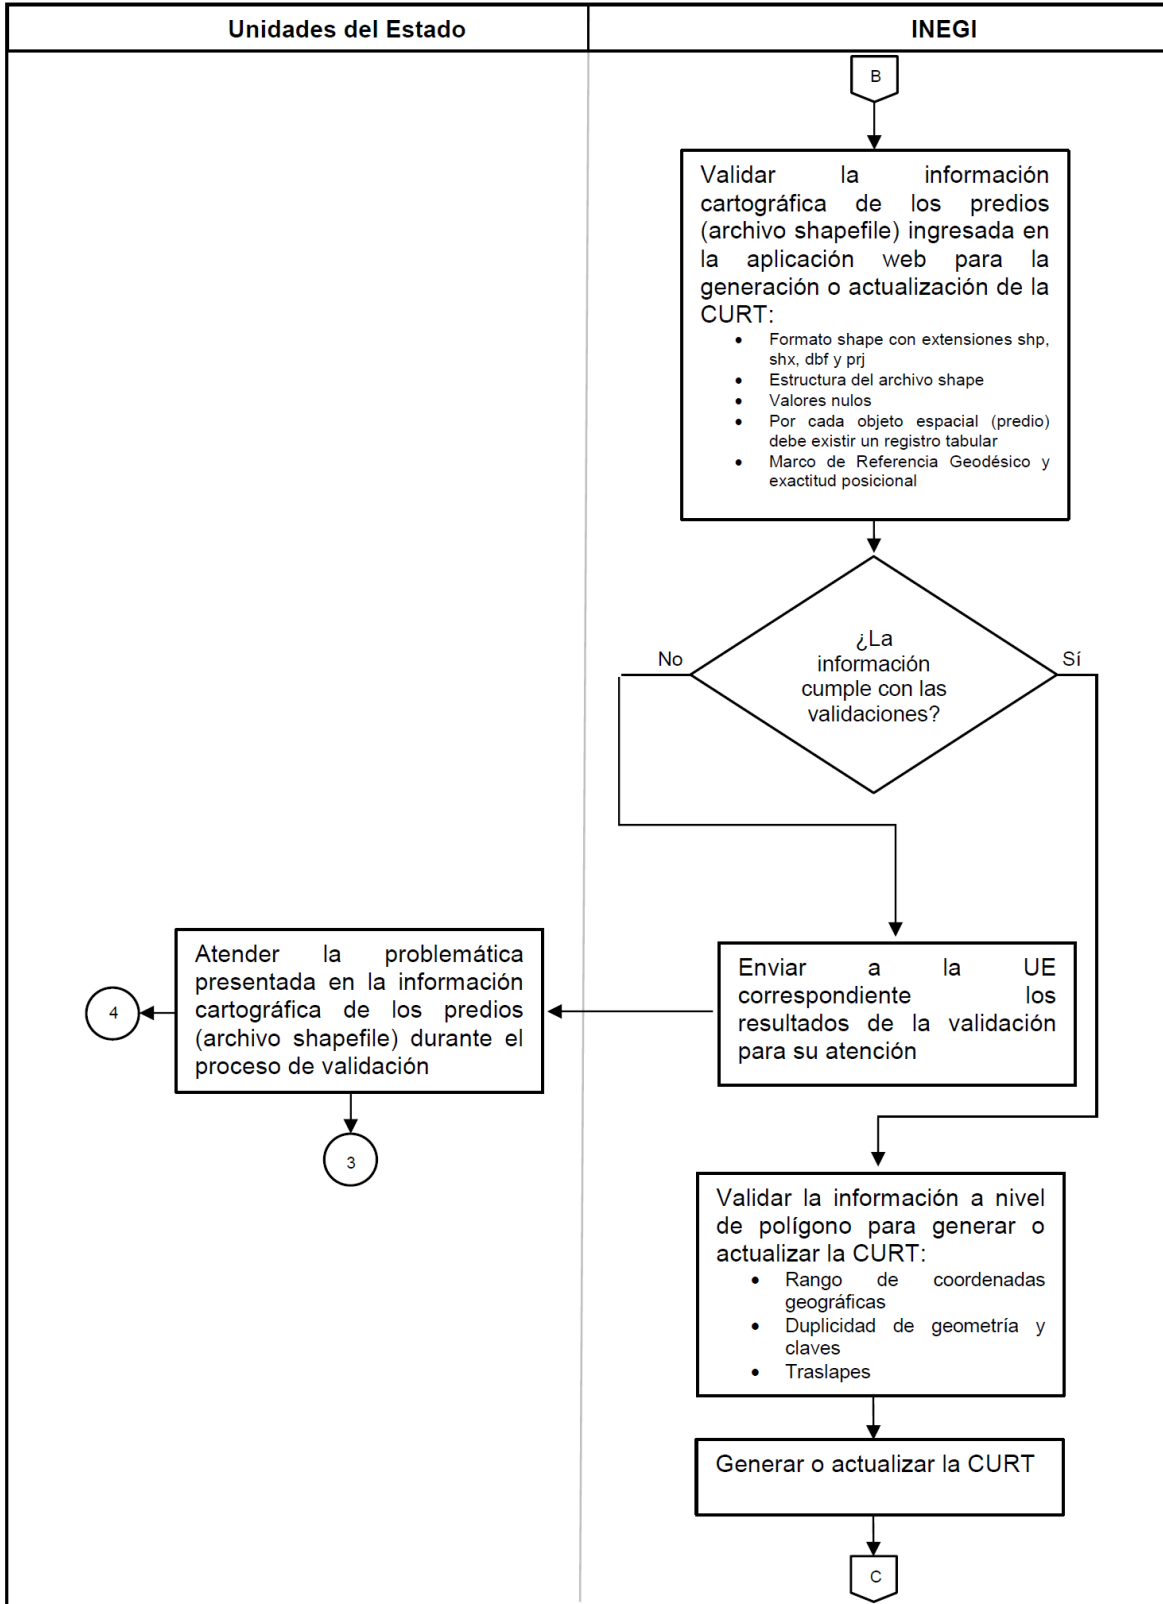 Unidades del Estado
INEGI
B
Validar la información
cartográfica de los predios
(archivo shapefile) ingresada en
la aplicación web para la
generación o actualización de la
CURT:
• Formato shape con extensiones shp,
shx, dbf y prj
• Estructura del archivo shape
• Valores nulos
• Por cada objeto espacial (predio)
debe existir un registro tabular
• Marco de Referencia Geodésico y
exactitud posicional
¿La
información
cumple con las
validaciones?
No
Sí
Atender la problemática
presentada en la información
cartográfica de los predios
(archivo shapefile) durante el
proceso de validación
4
3
Enviar a la UE
correspondiente los
resultados de la validación
para su atención
Validar la información a nivel
de polígono para generar o
actualizar la CURT:
• Rango de coordenadas
geográficas
• Duplicidad de geometría y
claves
• Traslapes
Generar o actualizar la CURT
C